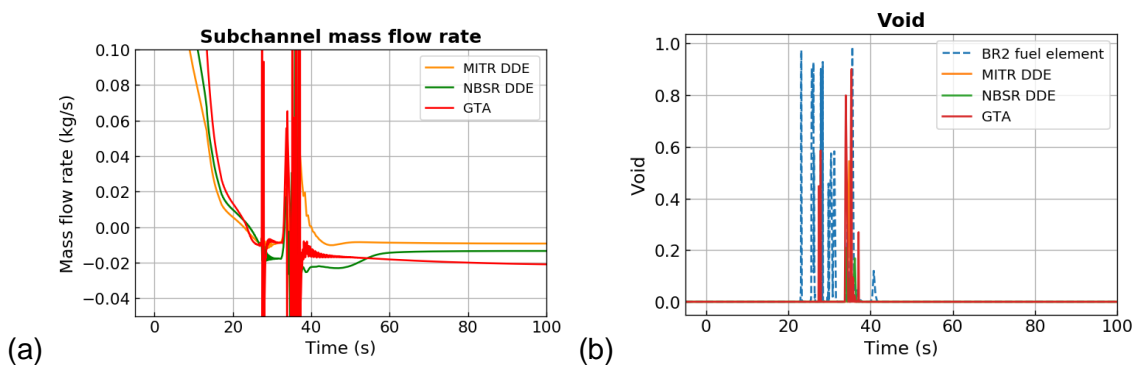 Subchannel mass flow rate
Mass flow rate (kg/s)
0.10
0.08
0.06
0.04
0.02
0.00
−0.02
−0.04
MITR DDE
NBSR DDE
GTA
0 20 40 60 80 100
Time (s)
(a)
Void
Void
1.0
0.8
0.6
0.4
0.2
0.0
BR2 fuel element
MITR DDE
NBSR DDE
GTA
0 20 40 60 80 100
Time (s)
(b)